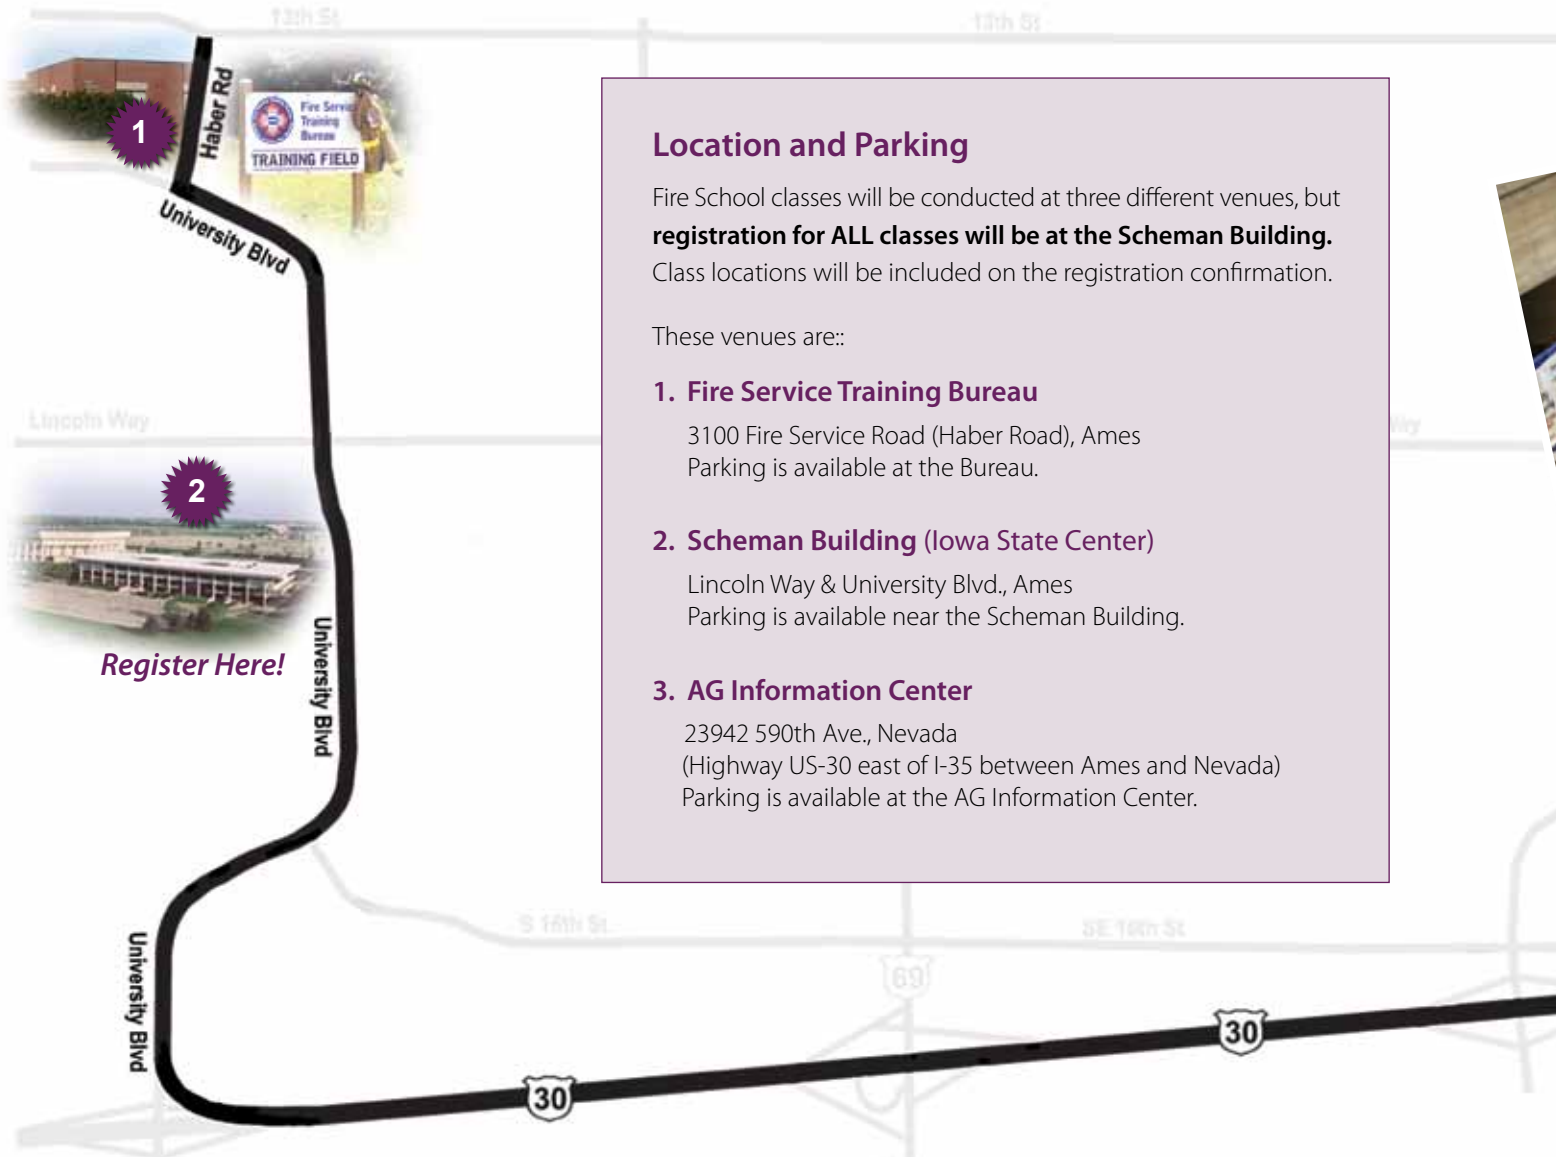 13th St
13th St
Haber Rd
1
Fire Service
Training
Bureau
TRAINING FIELD
University Blvd
Location and Parking
Fire School classes will be conducted at three different venues, but
registration for ALL classes will be at the Scheman Building.
Class locations will be included on the registration confirmation.
These venues are::
1. Fire Service Training Bureau
3100 Fire Service Road (Haber Road), Ames
Parking is available at the Bureau.
2. Scheman Building (Iowa State Center)
Lincoln Way & University Blvd., Ames
Parking is available near the Scheman Building.
3. AG Information Center
23942 590th Ave., Nevada
(Highway US-30 east of I-35 between Ames and Nevada)
Parking is available at the AG Information Center.
Lincoln Way
Way
2
Register Here!
University Blvd
S 16th St
SE 16th St
69
University Blvd
30
30